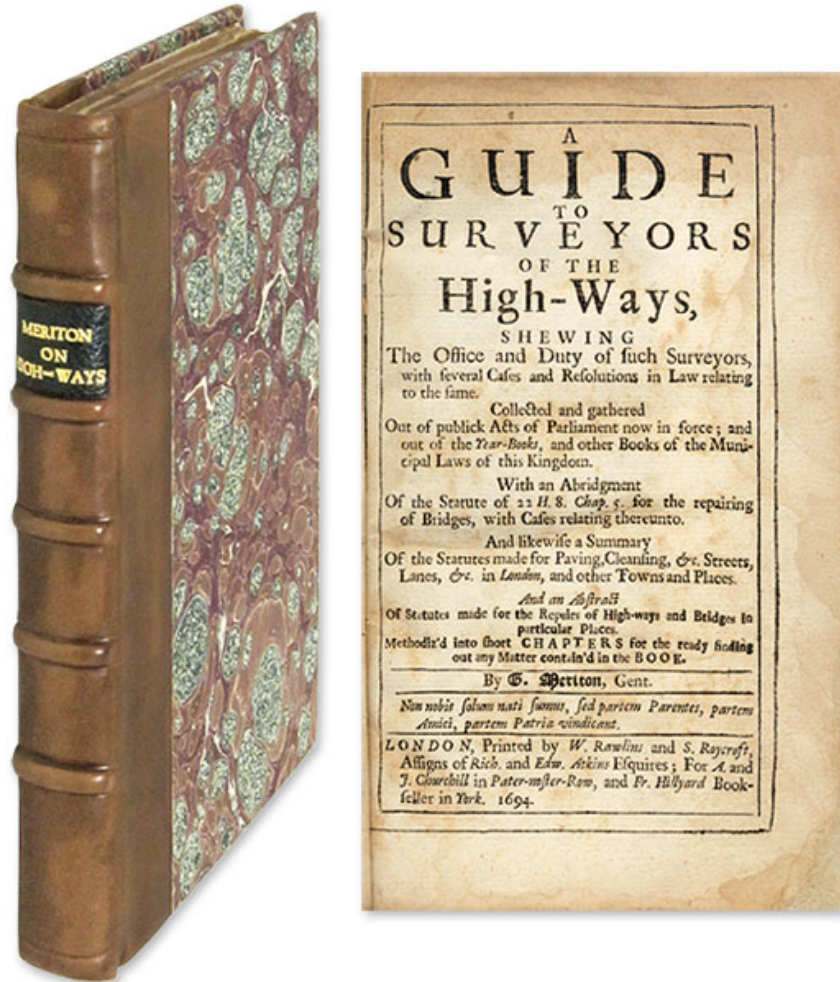 MERITON
ON
HIGH-WAYS
A
GUIDE
TO
SURVEYORS
OF THE
High-Ways,
SHEWING
The Office and Duty of ſuch Surveyors,
with ſeveral Caſes and Reſolutions in Law relating
to the ſame.
Collected and gathered
Out of publick Acts of Parliament now in force; and
out of the Year-Books, and other Books of the Muni-
cipal Laws of this Kingdom.
With an Abridgment
Of the Statute of 22 H. 8. Chap. 5. for the repairing
of Bridges, with Caſes relating thereunto.
And likewiſe a Summary
Of the Statutes made for Paving, Cleanſing, &c. Streets,
Lanes, &c. in London, and other Towns and Places.
And an Abſtract
Of Statutes made for the Repairs of High-ways and Bridges in
particular Places.
Methodiz'd into ſhort CHAPTERS for the ready finding
out any Matter contain'd in the BOOK.
By G. Meriton, Gent.
Non nobis ſolum nati ſumus, ſed partem Parentes, partem
Amici, partem Patria vindicant.
LONDON, Printed by W. Rawlins and S. Roycroft,
Aſſigns of Rich. and Edw. Atkins Eſquires; For A. and
J. Churchill in Pater-noſter-Row, and Fr. Hillyard Book-
ſeller in York. 1694.